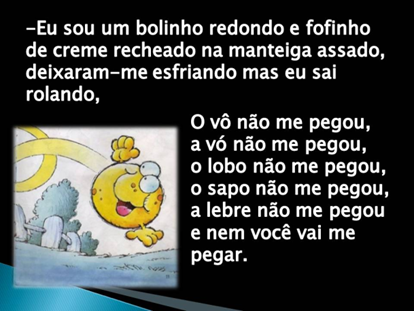 -Eu sou um bolinho redondo e fofinho
de creme recheado na manteiga assado,
deixaram-me esfriando mas eu sai
rolando,
O vô não me pegou,
a vó não me pegou,
o lobo não me pegou,
o sapo não me pegou,
a lebre não me pegou
e nem você vai me
pegar.